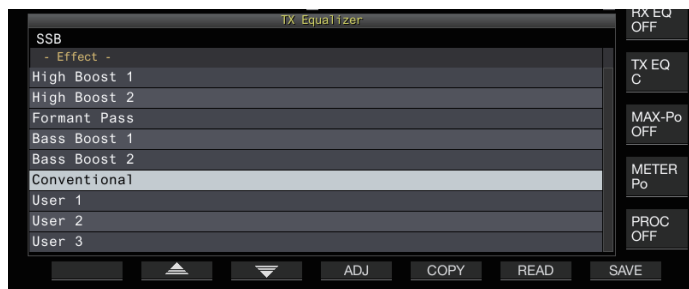 TX Equalizer
SSB
- Effect -
High Boost 1
High Boost 2
Formant Pass
Bass Boost 1
Bass Boost 2
Conventional
User 1
User 2
User 3
ADJ
COPY
READ
SAVE
RX EQ
OFF
TX EQ
C
MAX-Po
OFF
METER
Po
PROC
OFF